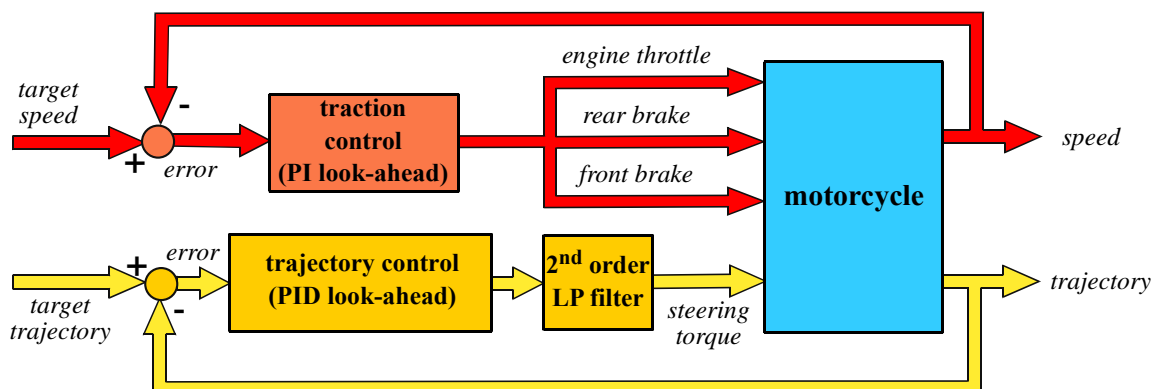 target
speed
+
-
error
traction
control
(PI look-ahead)
engine throttle
rear brake
front brake
motorcycle
speed
target
trajectory
+
-
error
trajectory control
(PID look-ahead)
2nd order
LP filter
steering
torque
trajectory